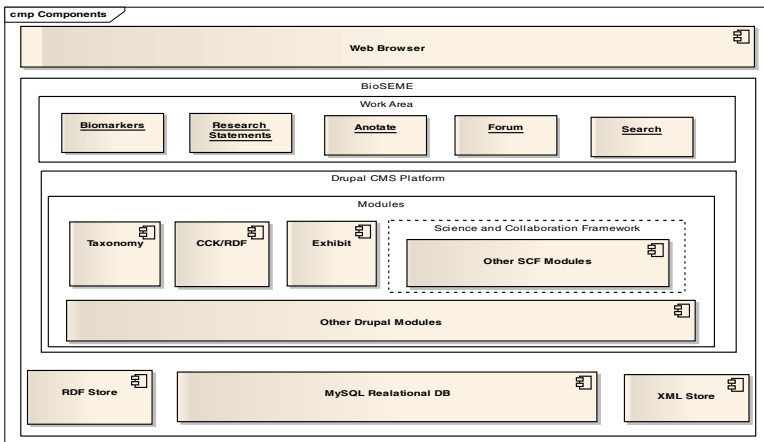 cmp Components
Web Browser
BioSEME
Work Area
Biomarkers
Research
Statements
Anotate
Forum
Search
Drupal CMS Platform
Modules
Taxonomy
CCK/RDF
Exhibit
Science and Collaboration Framework
Other SCF Modules
Other Drupal Modules
RDF Store
MySQL Realational DB
XML Store